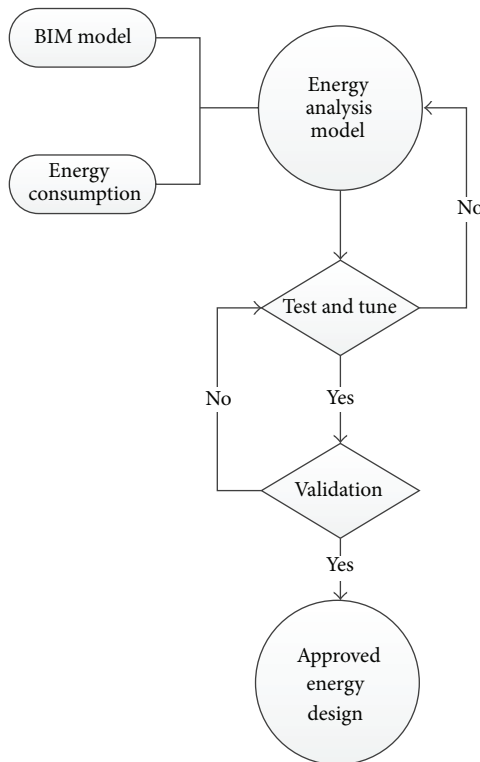 BIM model
Energy
analysis
model
Energy
consumption
No
Test and tune
No
Yes
Validation
Yes
Approved
energy
design